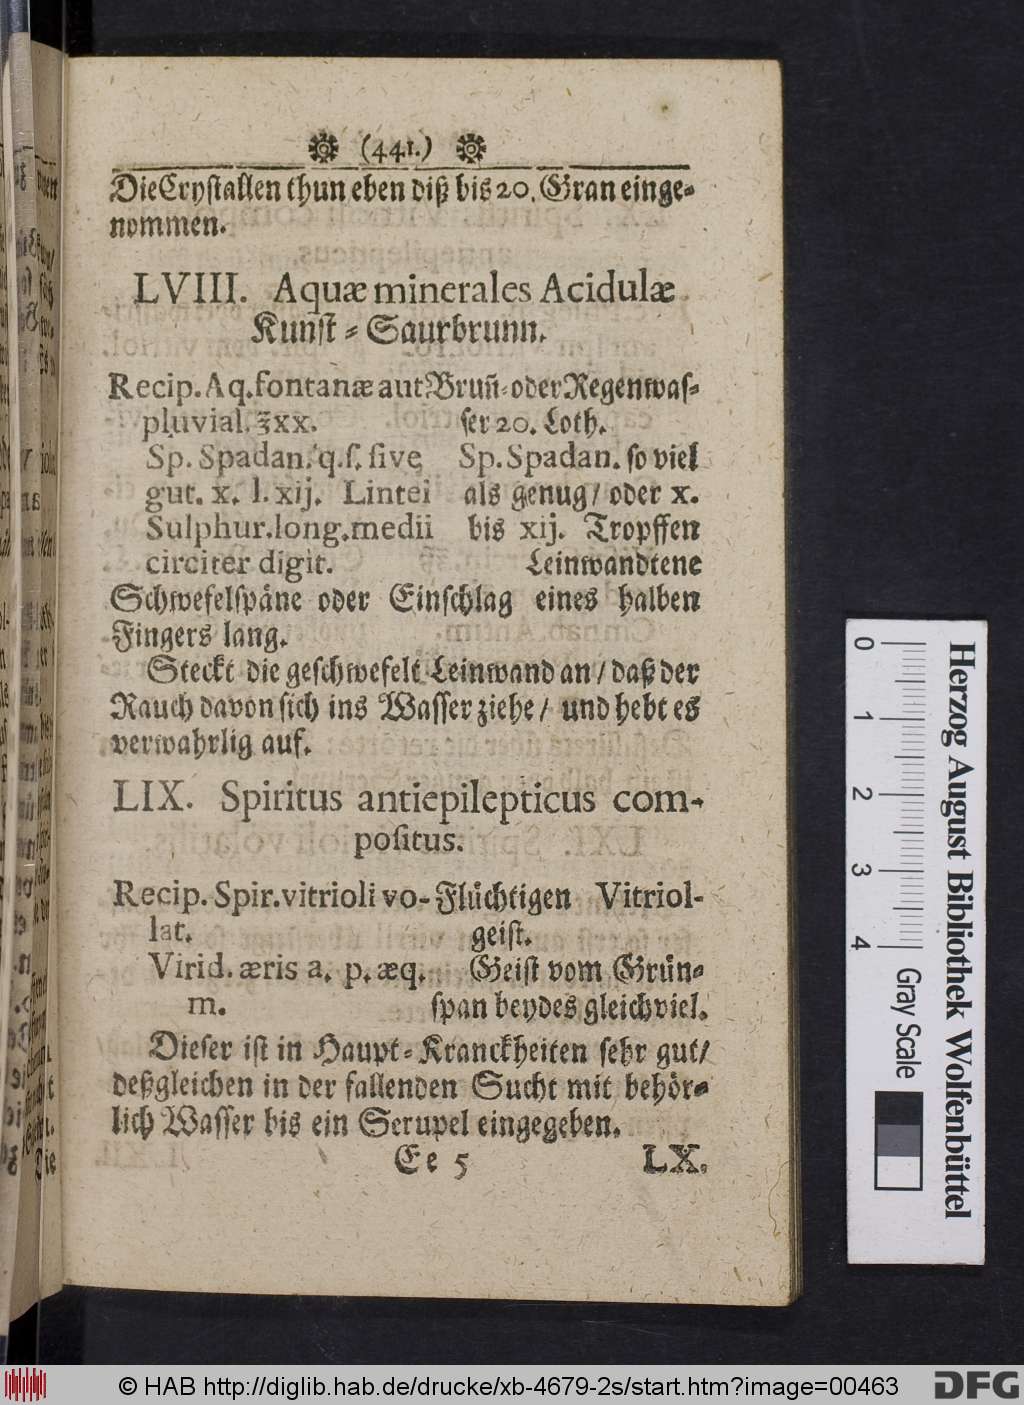 (441.)
Die Crystallen thun eben diß bis 20. Gran einge-
nommen.
LVIII. Aquæ minerales Acidulæ
Kunst-Saurbrunn.
Recip. Aq. fontanæ aut Brun̄-oder Regenwas-
pluvial. ʒxx. ser 20. Loth.
Sp. Spadan. q. ſ. ſive Sp. Spadan. so viel
gut. x. l. xij. Lintei als genug/ oder x.
Sulphur. long. medii bis xij. Tropffen
circiter digit. Leinwandtene
Schwefelspäne oder Einschlag eines halben
Fingers lang.
Steckt die geschwefelt Leinwand an/ daß der
Rauch davon sich ins Wasser ziehe/ und hebt es
verwahrlig auf.
LIX. Spiritus antiepilepticus com-
poſitus.
Recip. Spir. vitrioli vo- Flüchtigen Vitriol-
lat. geist.
Virid. æris a. p. æq. Geist vom Grün-
m. span beydes gleichviel.
Dieser ist in Haupt-Kranckheiten sehr gut/
deßgleichen in der fallenden Sucht mit behör-
lich Wasser bis ein Scrupel eingegeben.
Ee 5 LX.
0 1 2 3 4
Gray Scale
Herzog August Bibliothek Wolfenbüttel
© HAB http://diglib.hab.de/drucke/xb-4679-2s/start.htm?image=00463
DFG